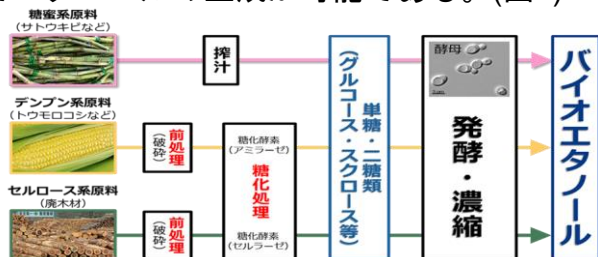 糖蜜系原料
(サトウキビなど)
搾汁
デンプン系原料
(トウモロコシなど)
前処理
(破砕)
糖化酵素
(アミラーゼ)
糖化処理
糖化酵素
(セルラーゼ)
セルロース系原料
(廃木材)
前処理
(破砕)
単糖・二糖類
(グルコース・スクロース等)
酵母
発酵・濃縮
バイオエタノール